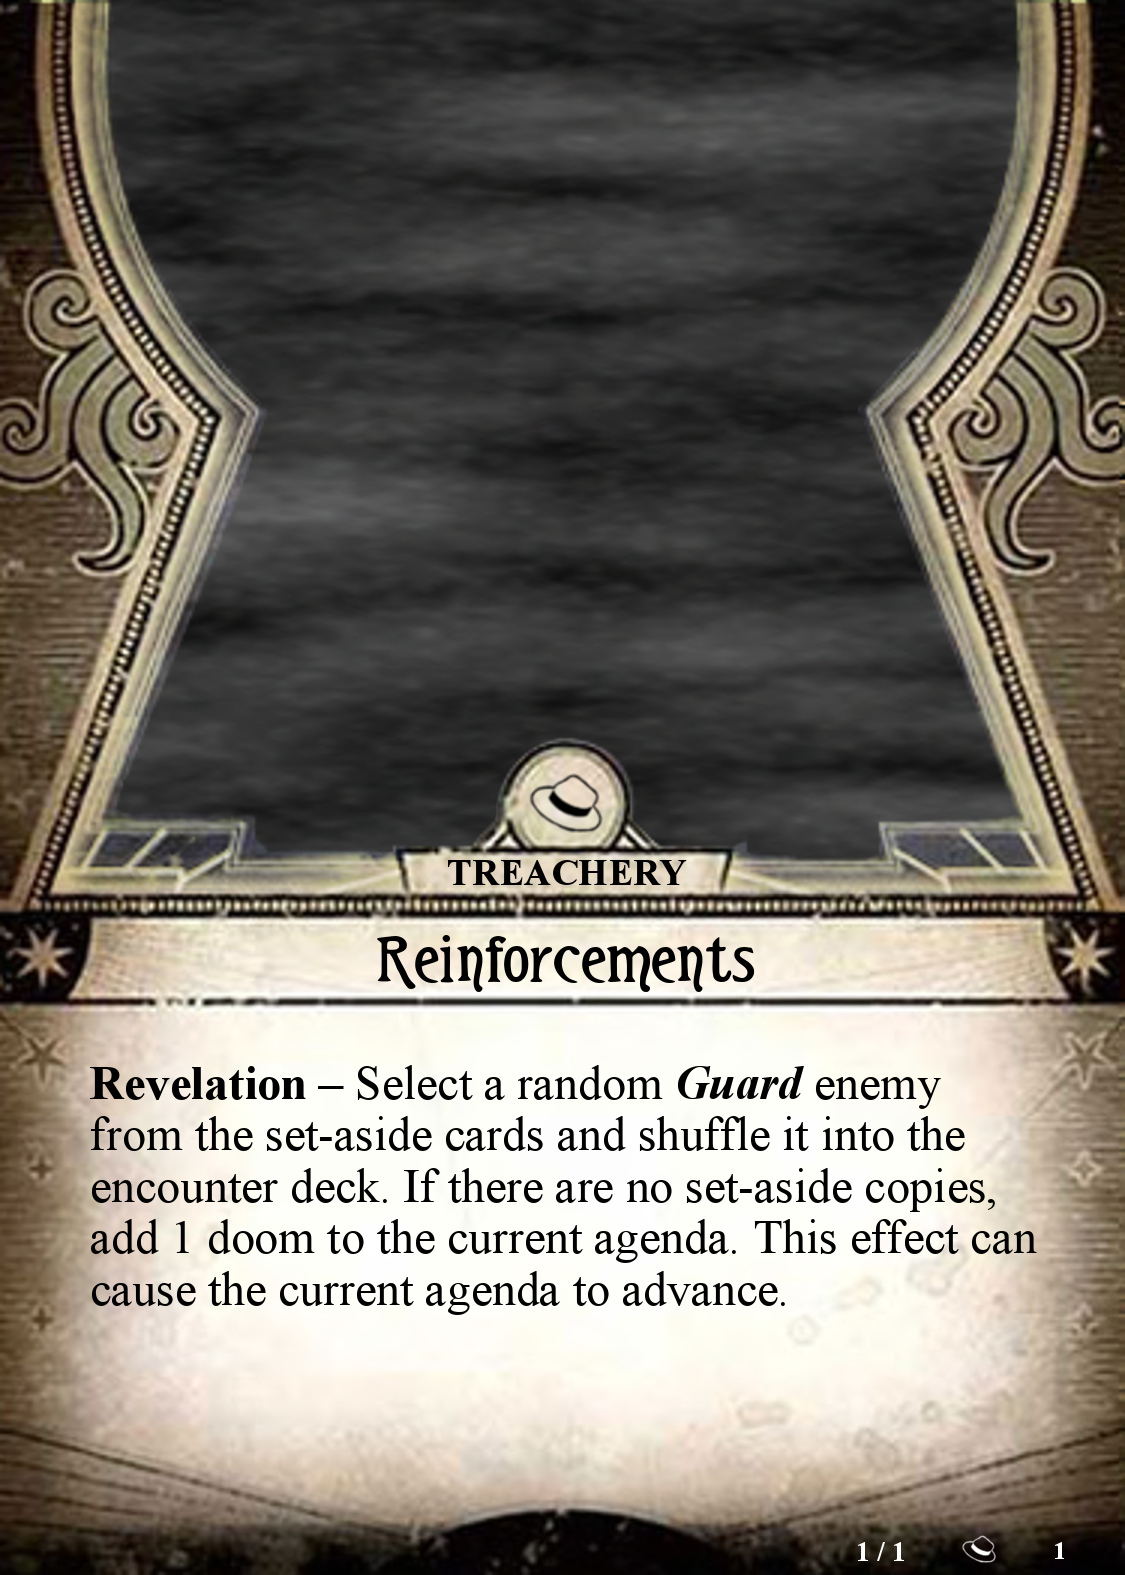 TREACHERY
Reinforcements
Revelation – Select a random Guard enemy
from the set-aside cards and shuffle it into the
encounter deck. If there are no set-aside copies,
add 1 doom to the current agenda. This effect can
cause the current agenda to advance.
1 / 1 1